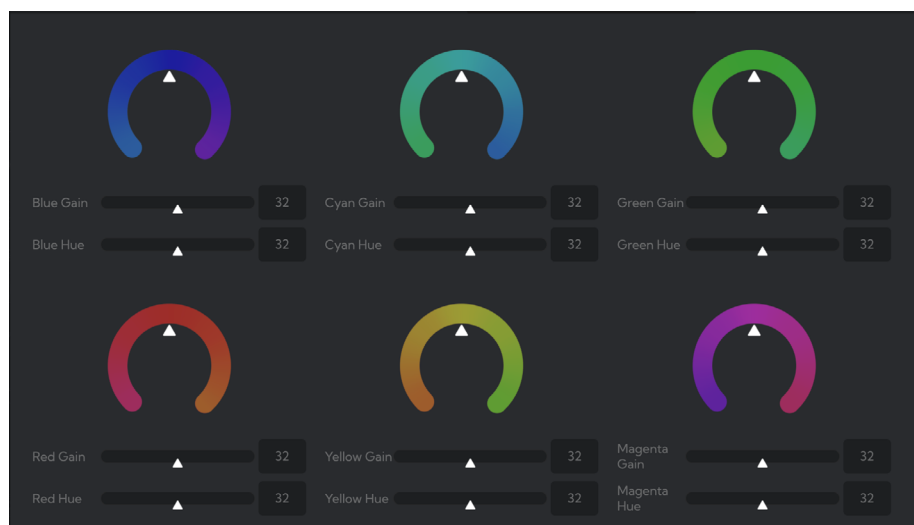 Blue Gain 32 Cyan Gain 32 Green Gain 32
Blue Hue 32 Cyan Hue 32 Green Hue 32
Red Gain 32 Yellow Gain 32 Magenta
Gain 32
Red Hue 32 Yellow Hue 32 Magenta
Hue 32